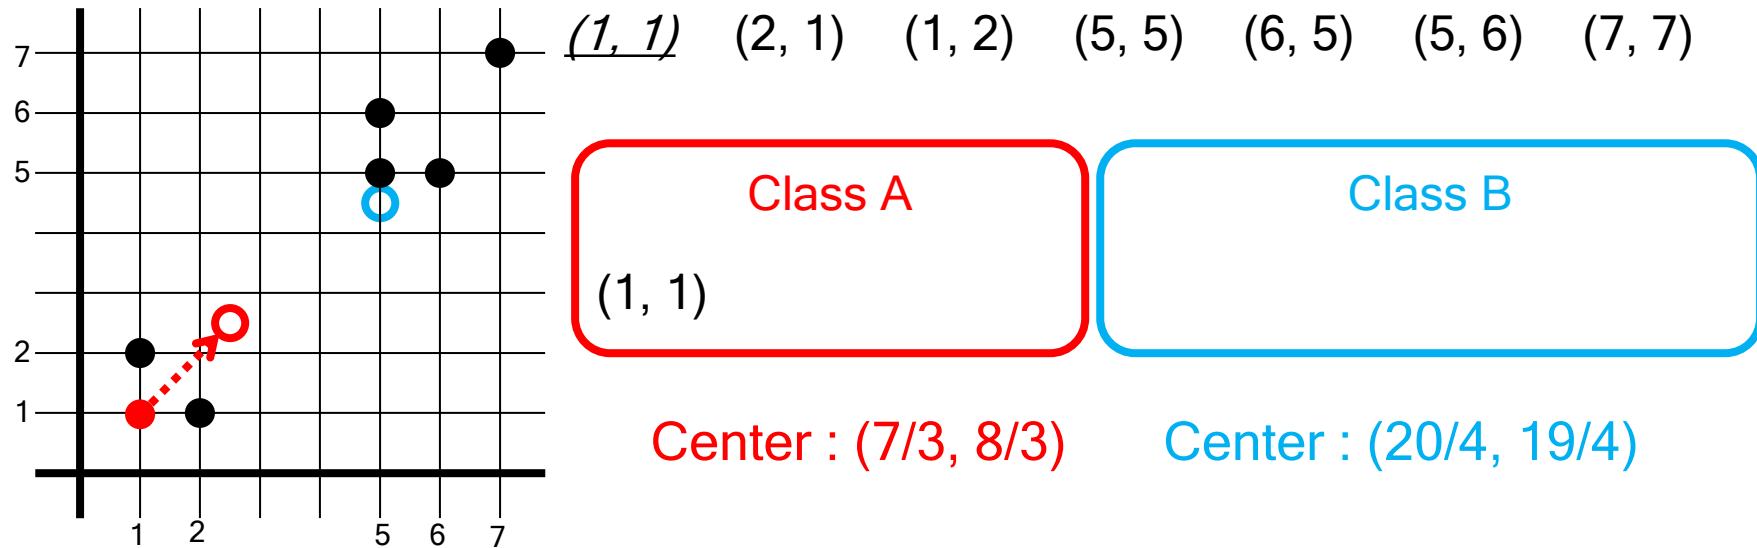 (1, 1) (2, 1) (1, 2) (5, 5) (6, 5) (5, 6) (7, 7)
7
6
5
2
1
1 2 5 6 7
Class A
(1, 1)
Class B
Center : (7/3, 8/3)
Center : (20/4, 19/4)